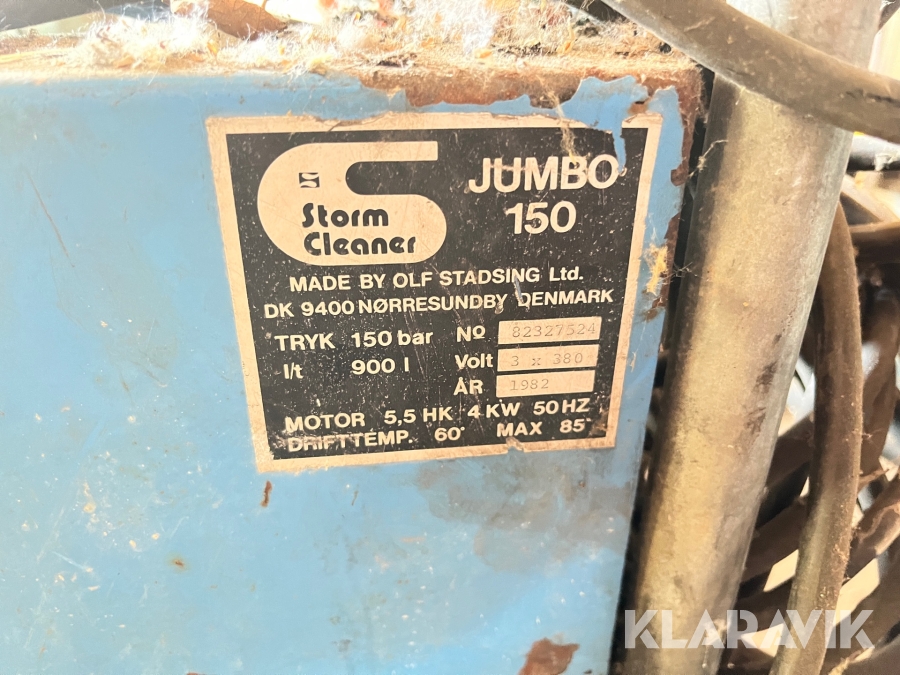 Storm
Cleaner
JUMBO
150
MADE BY OLF STADSING Ltd.
DK 9400 NØRRESUNDBY DENMARK
TRYK 150 bar Nº 82327524
l/t 900 l Volt 3 x 380
ÅR 1982
MOTOR 5,5 HK 4 KW 50 HZ
DRIFTTEMP. 60° MAX 85°
KLARAVIK